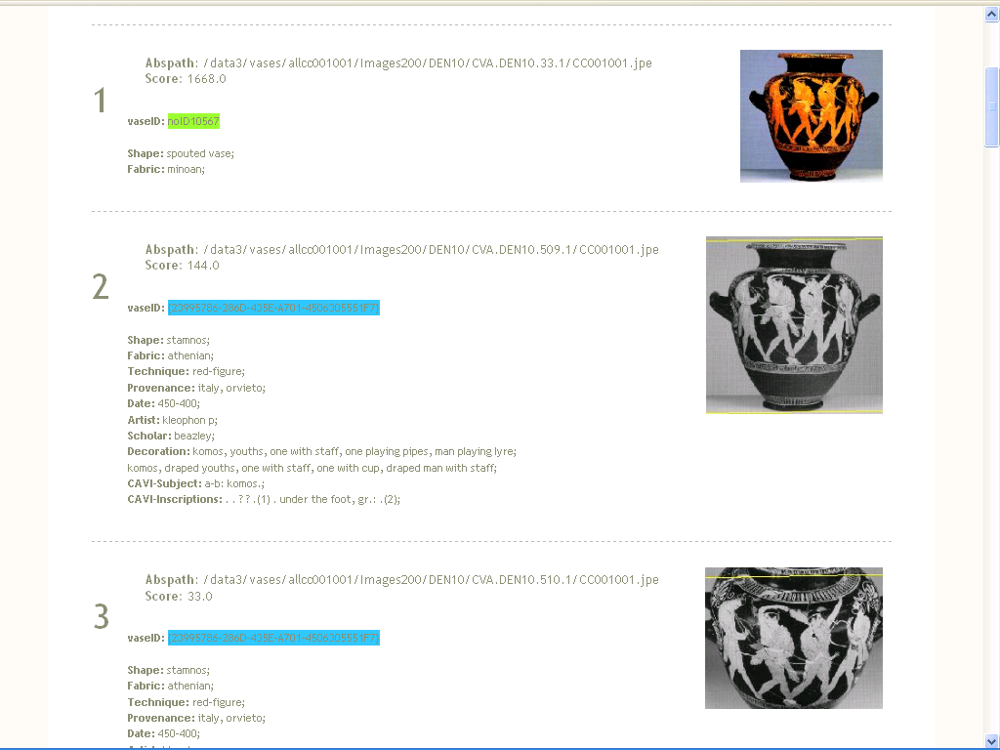 1
Abspath: /data3/vases/allcc001001/Images200/DEN10/CVA.DEN10.33.1/CC001001.jpe
Score: 1668.0
vaseID: noID10567
Shape: spouted vase;
Fabric: minoan;
2
Abspath: /data3/vases/allcc001001/Images200/DEN10/CVA.DEN10.509.1/CC001001.jpe
Score: 144.0
vaseID: {23995786-286D-435E-A701-4506305551F7}
Shape: stamnos;
Fabric: athenian;
Technique: red-figure;
Provenance: italy, orvieto;
Date: 450-400;
Artist: kleophon p;
Scholar: beazley;
Decoration: komos, youths, one with staff, one playing pipes, man playing lyre;
komos, draped youths, one with staff, one with cup, draped man with staff;
CAVI-Subject: a-b: komos.;
CAVI-Inscriptions: . . ? ? .(1) . under the foot, gr.: .(2);
3
Abspath: /data3/vases/allcc001001/Images200/DEN10/CVA.DEN10.510.1/CC001001.jpe
Score: 33.0
vaseID: {23995786-286D-435E-A701-4506305551F7}
Shape: stamnos;
Fabric: athenian;
Technique: red-figure;
Provenance: italy, orvieto;
Date: 450-400;